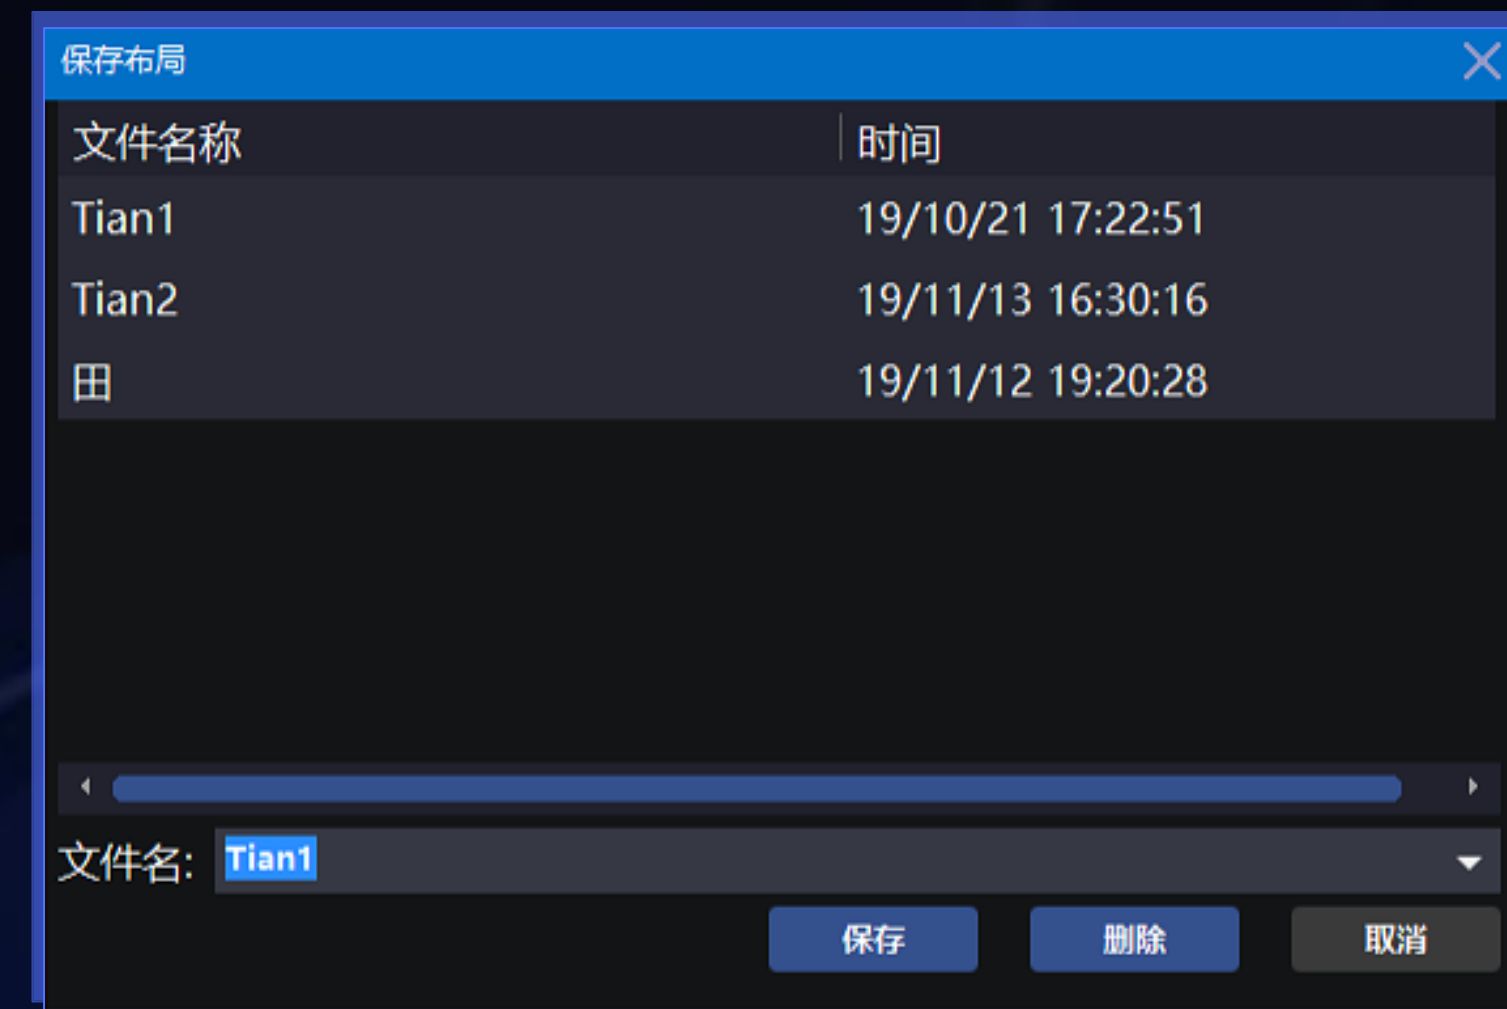 保存布局
文件名称 时间
Tian1 19/10/21 17:22:51
Tian2 19/11/13 16:30:16
田 19/11/12 19:20:28
文件名: Tian1
保存 删除 取消